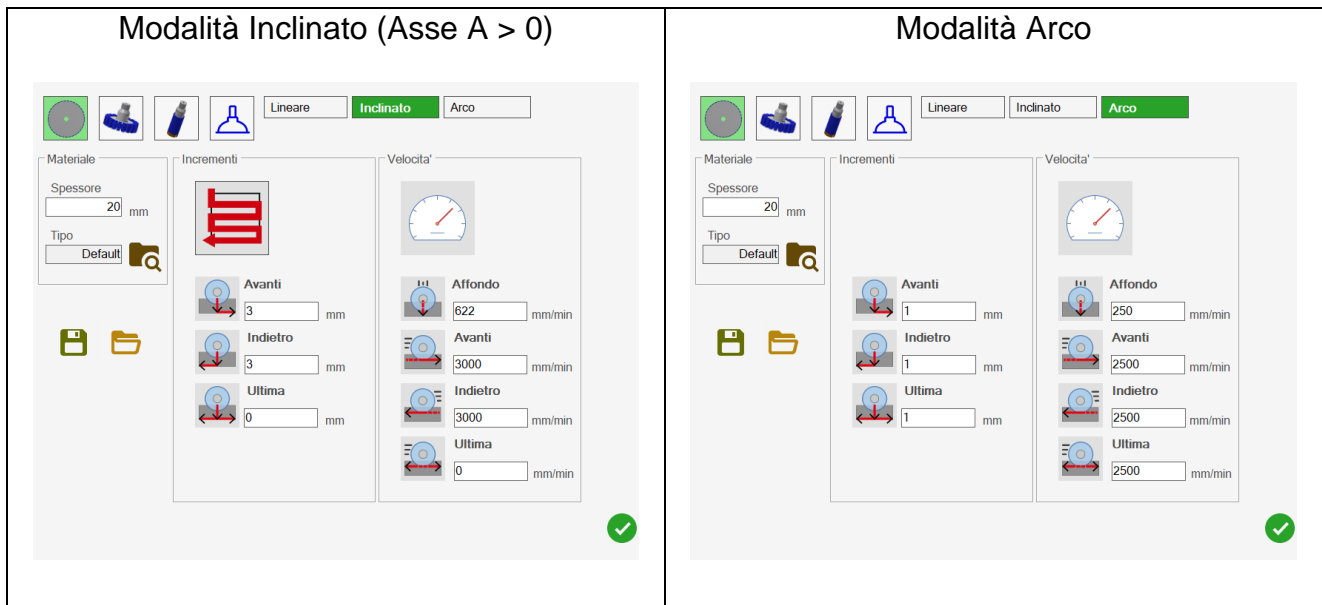 Modalità Inclinato (Asse A > 0)
Lineare Inclinato Arco
Materiale Incrementi Velocita'
Spessore
20 mm
Tipo
Default
Avanti Affondo
3 mm 622 mm/min
Indietro Avanti
3 mm 3000 mm/min
Ultima Indietro
0 mm 3000 mm/min
Ultima
0 mm/min
Modalità Arco
Lineare Inclinato Arco
Materiale Incrementi Velocita'
Spessore
20 mm
Tipo
Default
Avanti Affondo
1 mm 250 mm/min
Indietro Avanti
1 mm 2500 mm/min
Ultima Indietro
1 mm 2500 mm/min
Ultima
2500 mm/min